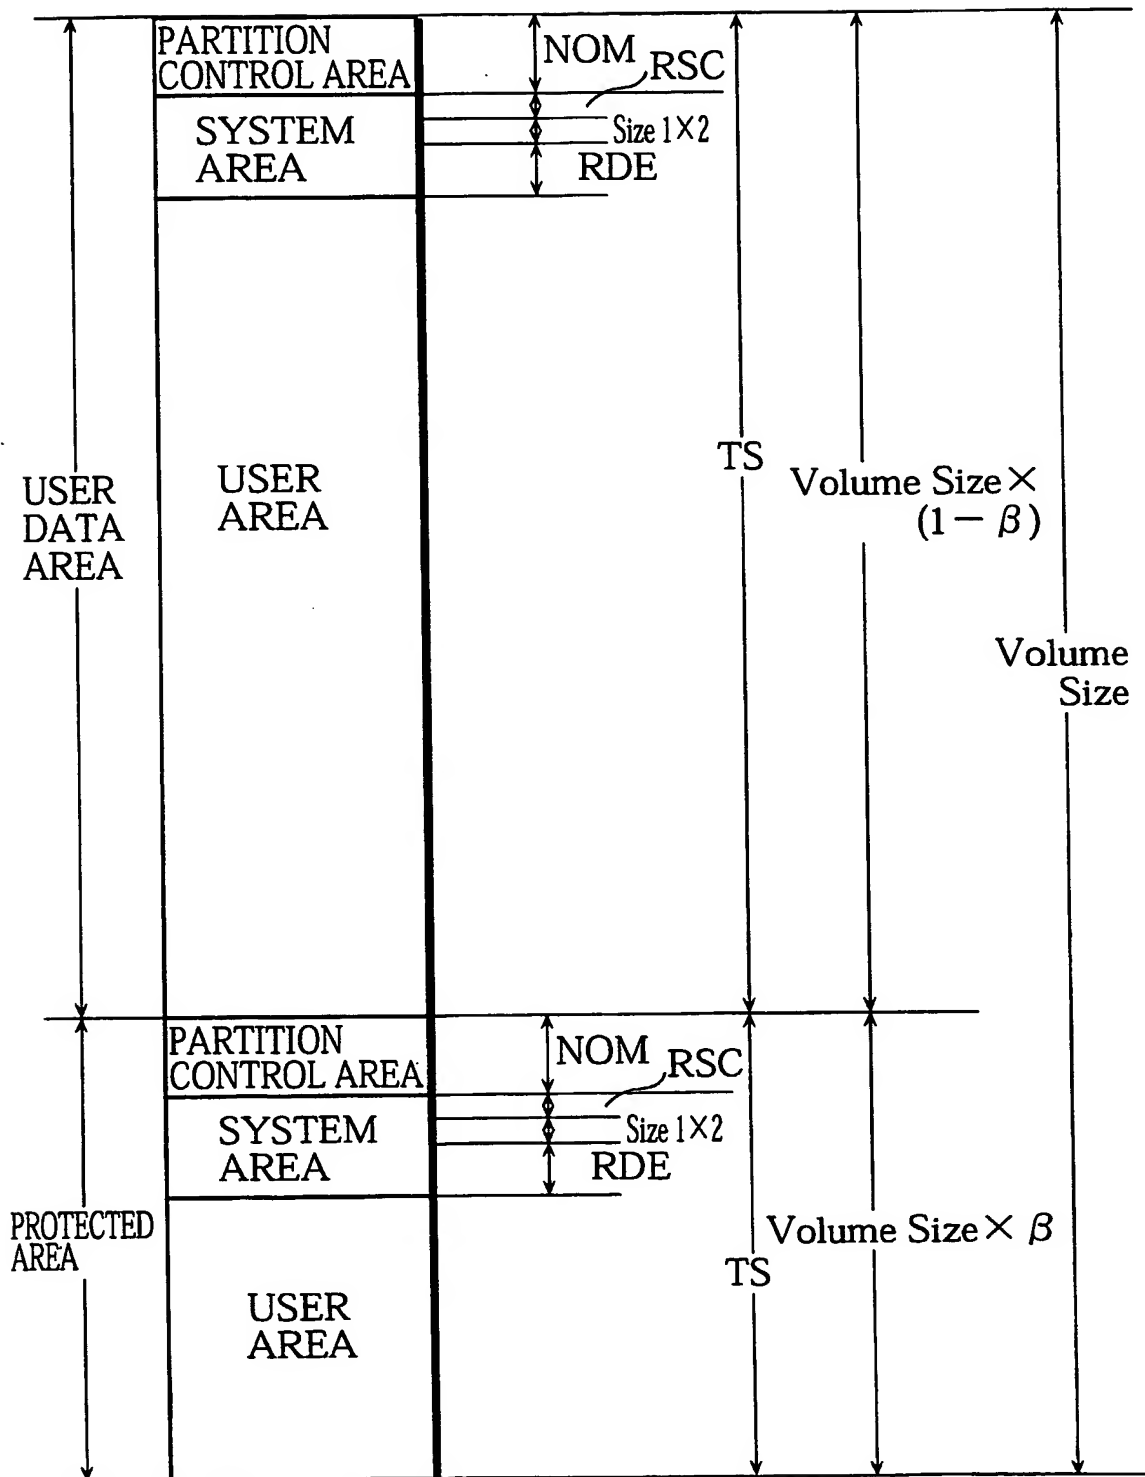 PARTITION
CONTROL AREA
NOM
RSC
SYSTEM
AREA
Size 1×2
RDE
USER
DATA
AREA
USER
AREA
TS
Volume Size×
(1－β)
Volume
Size
PARTITION
CONTROL AREA
NOM
RSC
SYSTEM
AREA
Size 1×2
RDE
PROTECTED
AREA
Volume Size× β
TS
USER
AREA